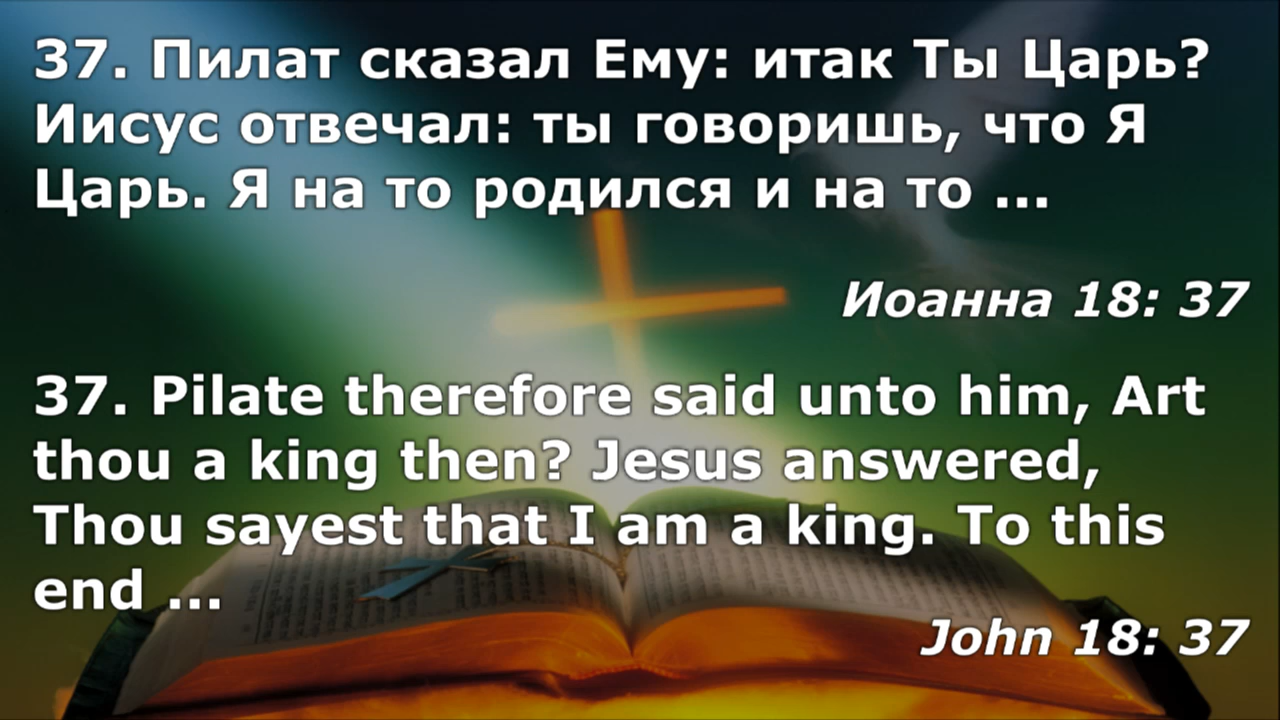 37. Пилат сказал Ему: итак Ты Царь?
Иисус отвечал: ты говоришь, что Я
Царь. Я на то родился и на то ...
Иоанна 18: 37
37. Pilate therefore said unto him, Art
thou a king then? Jesus answered,
Thou sayest that I am a king. To this
end ...
John 18: 37